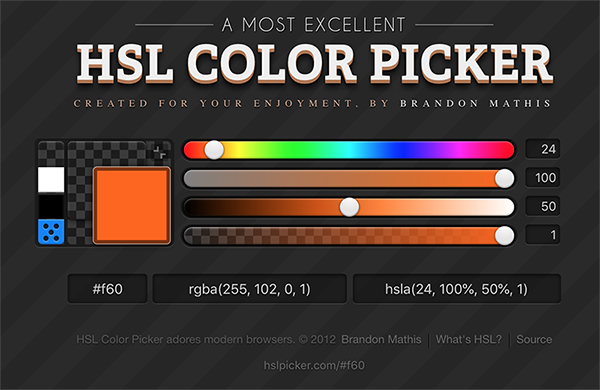 A MOST EXCELLENT
HSL COLOR PICKER
CREATED FOR YOUR ENJOYMENT, BY BRANDON MATHIS
24
100
50
1
#f60 rgba(255, 102, 0, 1) hsla(24, 100%, 50%, 1)
HSL Color Picker adores modern browsers. © 2012 Brandon Mathis | What's HSL? | Source
hslpicker.com/#f60